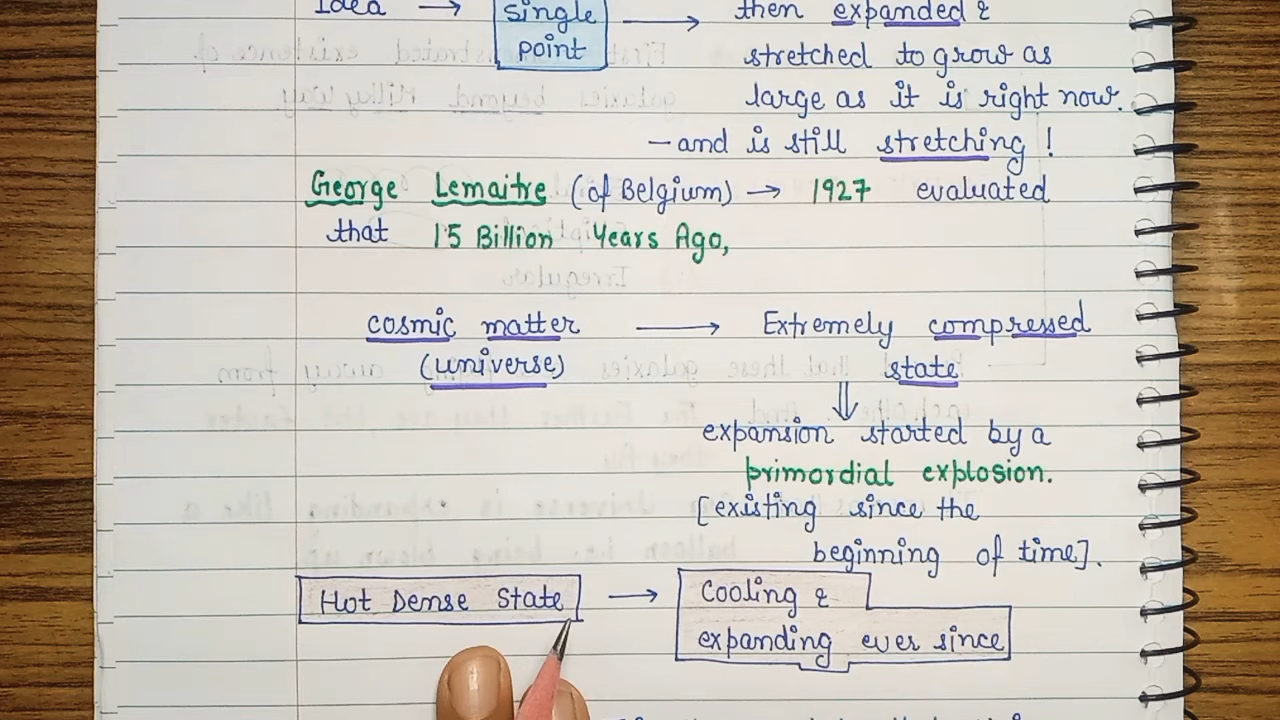 Idea → single point → then expanded &
stretched to grow as
large as it is right now.
- and is still stretching !
George Lemaitre (of Belgium) → 1927 evaluated
that 15 Billion Years Ago,
cosmic matter → Extremely compressed
(universe) state
⇓
expansion started by a
primordial explosion.
[existing since the
beginning of time].
Hot Dense State → Cooling &
expanding ever since